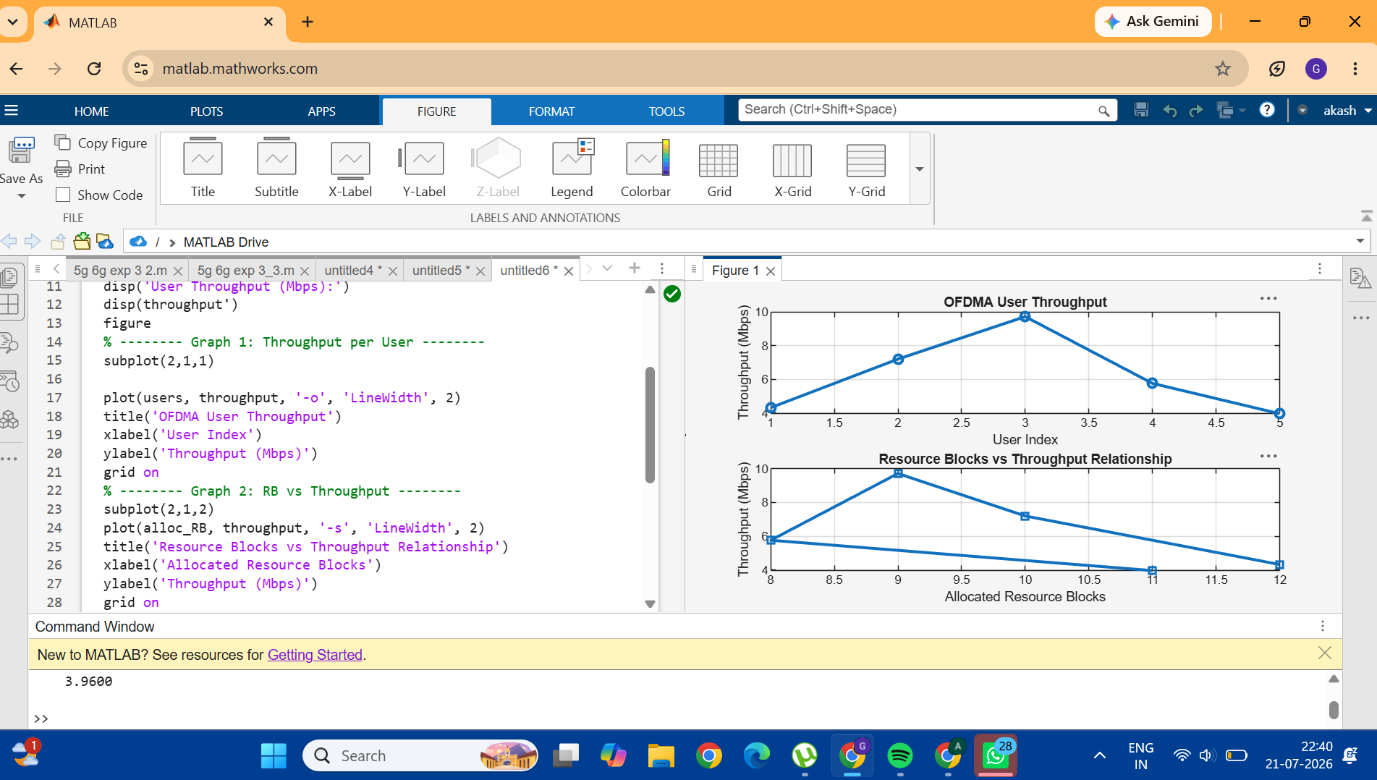 MATLAB
Ask Gemini
matlab.mathworks.com
G
HOME PLOTS APPS FIGURE FORMAT TOOLS
Search (Ctrl+Shift+Space)
akash
Save As
Copy Figure
Print
Show Code
FILE
Title Subtitle X-Label Y-Label Z-Label Legend Colorbar Grid X-Grid Y-Grid
LABELS AND ANNOTATIONS
/ > MATLAB Drive
5g 6g exp 3 2.m 5g 6g exp 3_3.m untitled4 * untitled5 * untitled6 *
11 disp('User Throughput (Mbps):')
12 disp(throughput')
13 figure
14 % -------- Graph 1: Throughput per User --------
15 subplot(2,1,1)
16
17 plot(users, throughput, '-o', 'LineWidth', 2)
18 title('OFDMA User Throughput')
19 xlabel('User Index')
20 ylabel('Throughput (Mbps)')
21 grid on
22 % -------- Graph 2: RB vs Throughput --------
23 subplot(2,1,2)
24 plot(alloc_RB, throughput, '-s', 'LineWidth', 2)
25 title('Resource Blocks vs Throughput Relationship')
26 xlabel('Allocated Resource Blocks')
27 ylabel('Throughput (Mbps)')
28 grid on
Figure 1
OFDMA User Throughput
Throughput (Mbps)
10
8
6
4
1 1.5 2 2.5 3 3.5 4 4.5 5
User Index
Resource Blocks vs Throughput Relationship
Throughput (Mbps)
10
8
6
4
8 8.5 9 9.5 10 10.5 11 11.5 12
Allocated Resource Blocks
Command Window
New to MATLAB? See resources for Getting Started.
3.9600
>>
1
Search
G
A
28
ENG
IN
22:40
21-07-2026